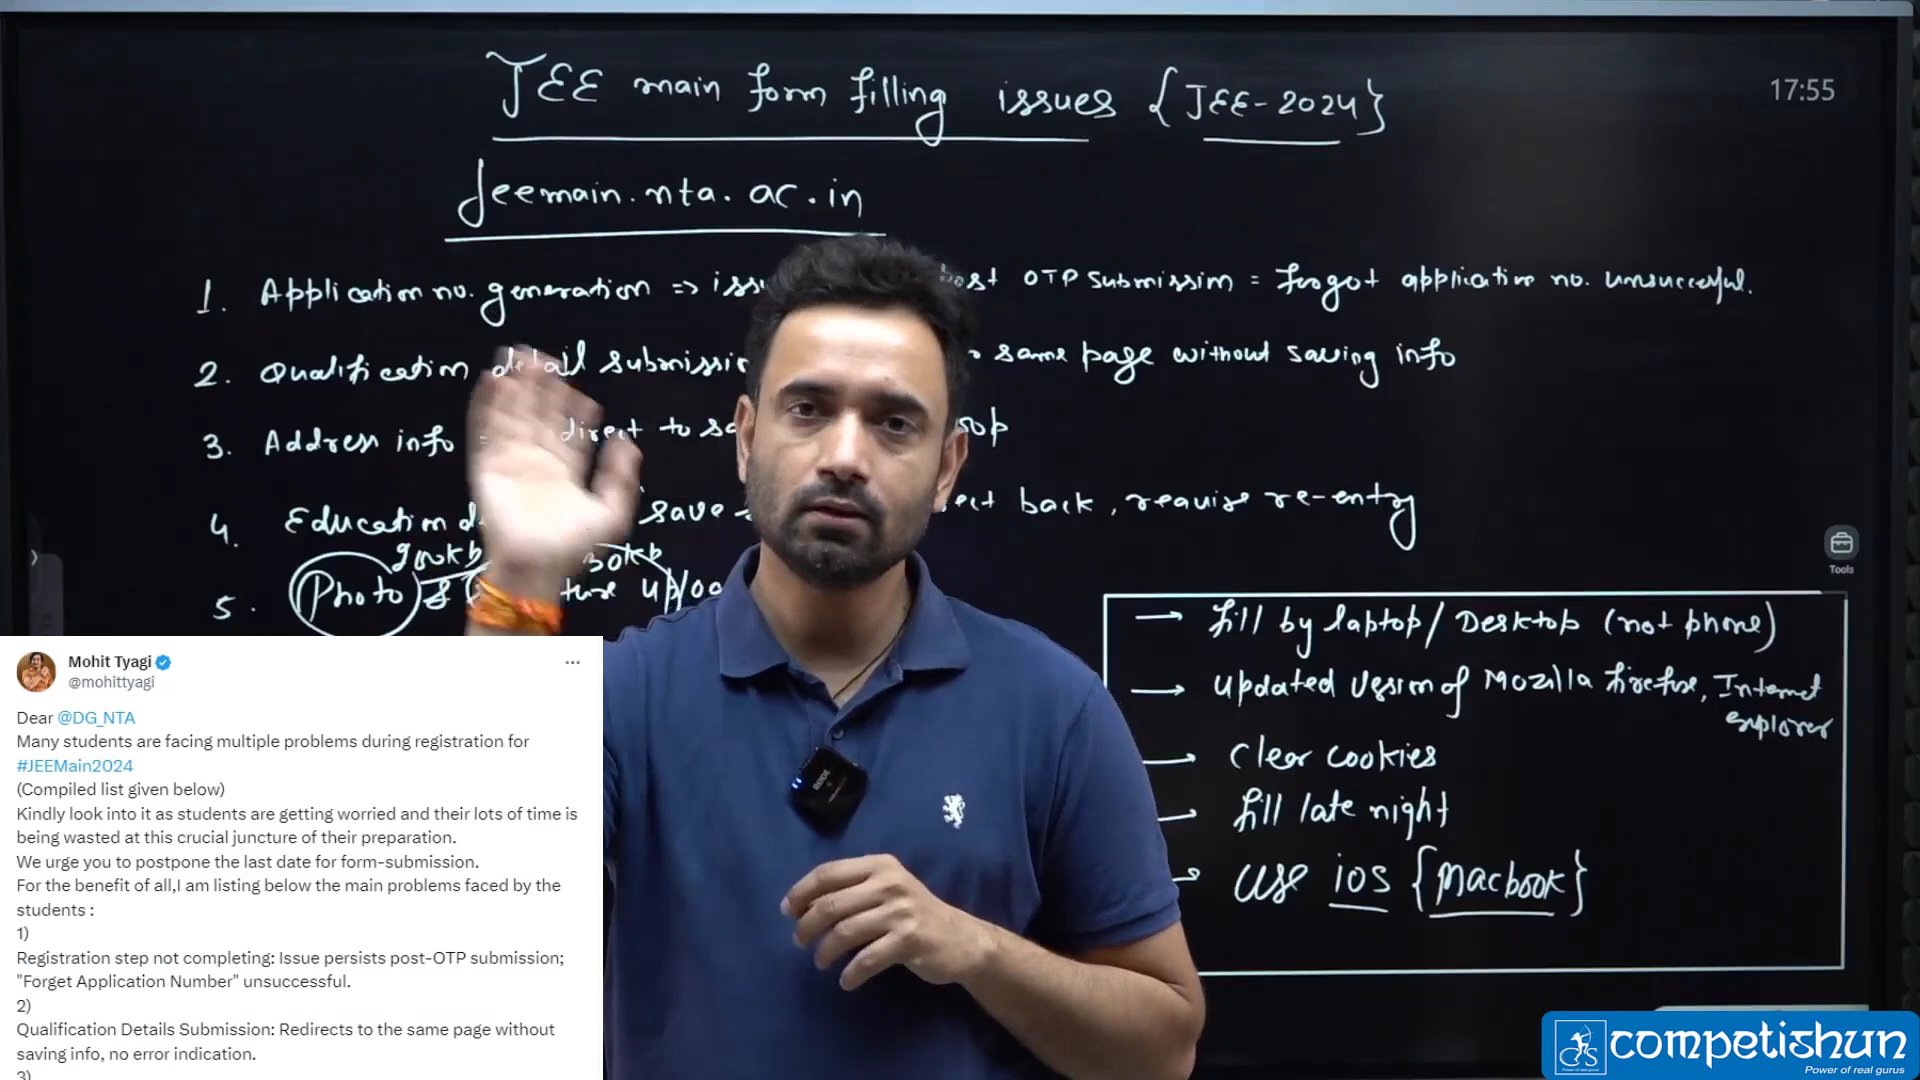 JEE main form filling issues {JEE-2024}
17:55
Jeemain.nta.ac.in
1. Application no. generation => OTP submission = forgot application no. unsuccessful.
2. Qualification detail same page without saving info
3. Address info direct to
4. Education save back, require re-entry
5. Photo &
Tools
→ fill by laptop/ Desktop (not phone)
→ updated version of Mozilla firefox, Internet
explorer
→ clear cookies
→ fill late night
→ use ios {Macbook}
Mohit Tyagi
@mohittyagi
Dear @DG_NTA
Many students are facing multiple problems during registration for
#JEEMain2024
(Compiled list given below)
Kindly look into it as students are getting worried and their lots of time is
being wasted at this crucial juncture of their preparation.
We urge you to postpone the last date for form-submission.
For the benefit of all,I am listing below the main problems faced by the
students :
1)
Registration step not completing: Issue persists post-OTP submission;
"Forget Application Number" unsuccessful.
2)
Qualification Details Submission: Redirects to the same page without
saving info, no error indication.
3)
RODE
competishun
Power of real gurus